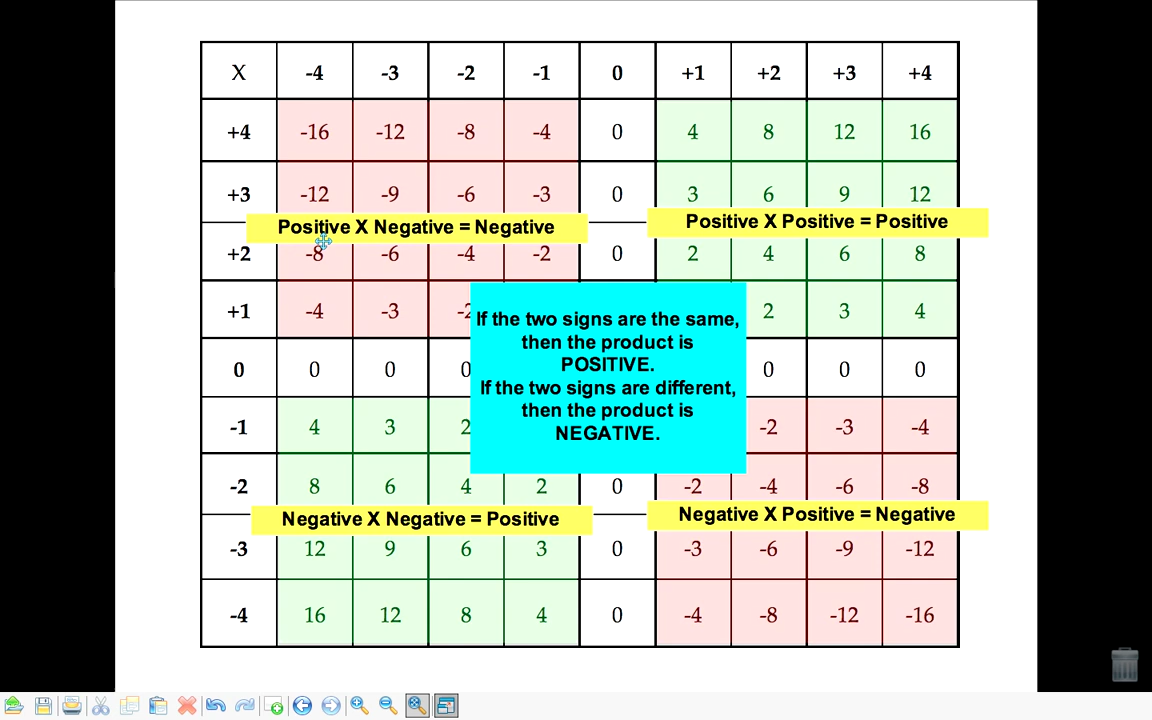 X -4 -3 -2 -1 0 +1 +2 +3 +4
+4 -16 -12 -8 -4 0 4 8 12 16
+3 -12 -9 -6 -3 0 3 6 9 12
Positive X Negative = Negative
Positive X Positive = Positive
+2 -8 -6 -4 -2 0 2 4 6 8
+1 -4 -3 2 3 4
If the two signs are the same,
then the product is
POSITIVE.
If the two signs are different,
then the product is
NEGATIVE.
0 0 0 0 0 0 0
-1 4 3 2 -2 -3 -4
-2 8 6 4 2 0 -2 -4 -6 -8
Negative X Negative = Positive
Negative X Positive = Negative
-3 12 9 6 3 0 -3 -6 -9 -12
-4 16 12 8 4 0 -4 -8 -12 -16